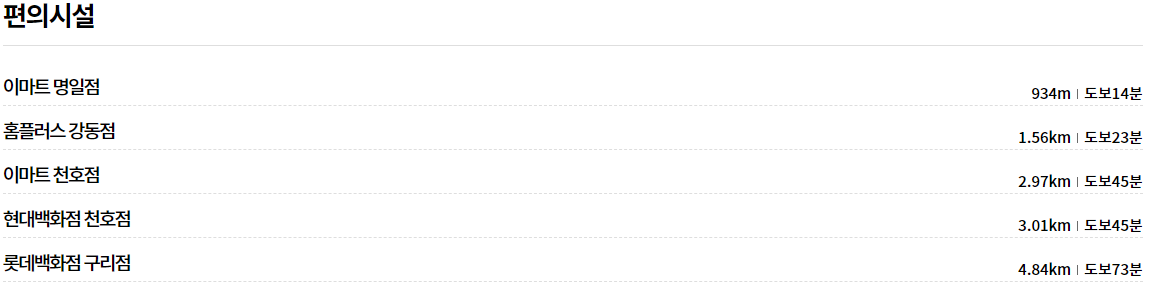 편의시설
이마트 명일점 934m | 도보14분
홈플러스 강동점 1.56km | 도보23분
이마트 천호점 2.97km | 도보45분
현대백화점 천호점 3.01km | 도보45분
롯데백화점 구리점 4.84km | 도보73분